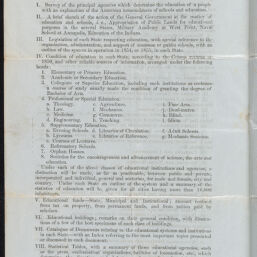 I. Survey of the principal agencies which determine the education of a people
with an explanation of the American nomenclature of schools and education.
II. A brief sketch of the action of the General Government in the matter of
education and schools, viz., Appropriation of Public Lands for educational
purposes in the several States, Military Academy at West Point, Naval
School at Annapolis, Education of the Indians.
III. Legislation of each State respecting education, with special reference to the
organization, administration, and support of common or public schools, with an
outline of the system in operation in 1854, or 1855, in each State.
IV. Condition of education in each State, according to the Census returns
1850, and other reliable sources of information, arranged under the following
heads:
1. Elementary or Primary Education.
2. Academic or Secondary Education.
3. Collegiate or Superior Education, including such institutions as embrace
a course of study usually made the condition of granting the degree of
Bachelor of Arts.
4. Professional or Special Education.
a. Theology. e. Agriculture. i. Fine Arts.
b. Law. f. Mechanics. j. Deaf-mutes.
c. Medicine. g. Commerce. k. Blind.
d. Engineering. h. Teaching. l. Idiots.
5. Supplementary Education.
a. Evening Schools. d. Libraries of Circulation. f. Adult Schools.
b. Lyceums. e. Libraries of Reference. g. Mechanic Societies.
c. Courses of Lectures.
6. Reformatory Schools.
7. Orphan Houses.
8. Societies for the encouragement and advancement of science, the arts and
education.
Under each of the above classes of educational institutions and agencies, a
distinction will be made, as far as practicable, between public and private,
incorporated and individual, general and sectarian, for male and female, city and
country. Under each State an outline of the system and a summary of the
statistics of education will be given for all cities having more than 10,000
inhabitants.
V. Educational funds—State, Municipal and Institutional; amount realized
from tax on property, from permanent funds, and from tuition paid by
scholars.
VI. Educational buildings; remarks on their general condition, with illustra-
tions of a few of the best specimens of each class of buildings.
VII. Catalogue of Documents relating to the educational systems and institutions
in each State—with an Index referring to the most important topics presented
or discussed in each document.
VIII. Statistical Tables, with a summary of those educational agencies, such
as the press, ecclesiastical organizations, facilities of locomotion, etc., which